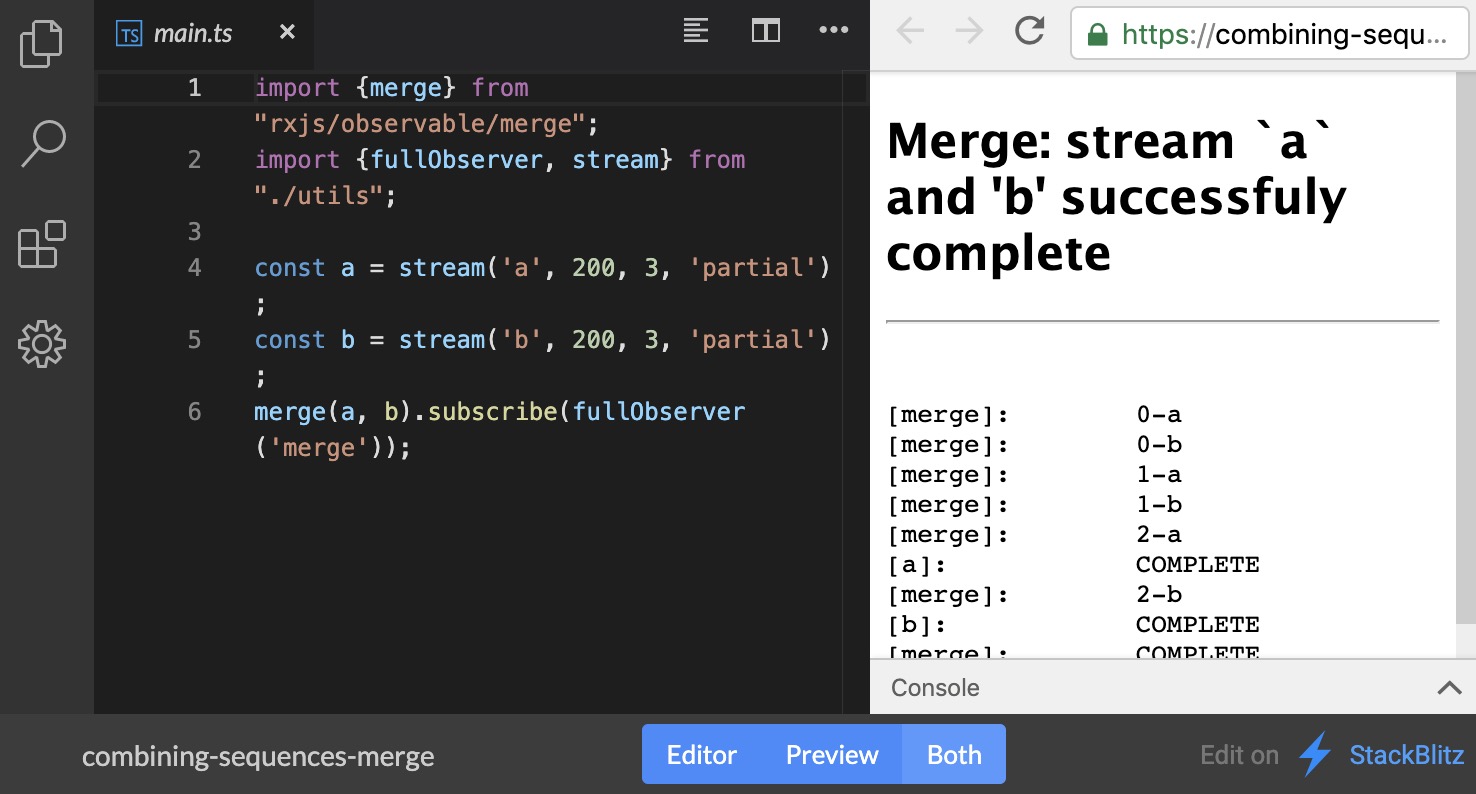 TS main.ts ×
https://combining-sequ...
1 import {merge} from
"rxjs/observable/merge";
2 import {fullObserver, stream} from
"./utils";
3
4 const a = stream('a', 200, 3, 'partial')
;
5 const b = stream('b', 200, 3, 'partial')
;
6 merge(a, b).subscribe(fullObserver
('merge'));
Merge: stream `a`
and 'b' successfuly
complete
[merge]: 0-a
[merge]: 0-b
[merge]: 1-a
[merge]: 1-b
[merge]: 2-a
[a]: COMPLETE
[merge]: 2-b
[b]: COMPLETE
[merge]: COMPLETE
Console
combining-sequences-merge
Editor Preview Both
Edit on StackBlitz